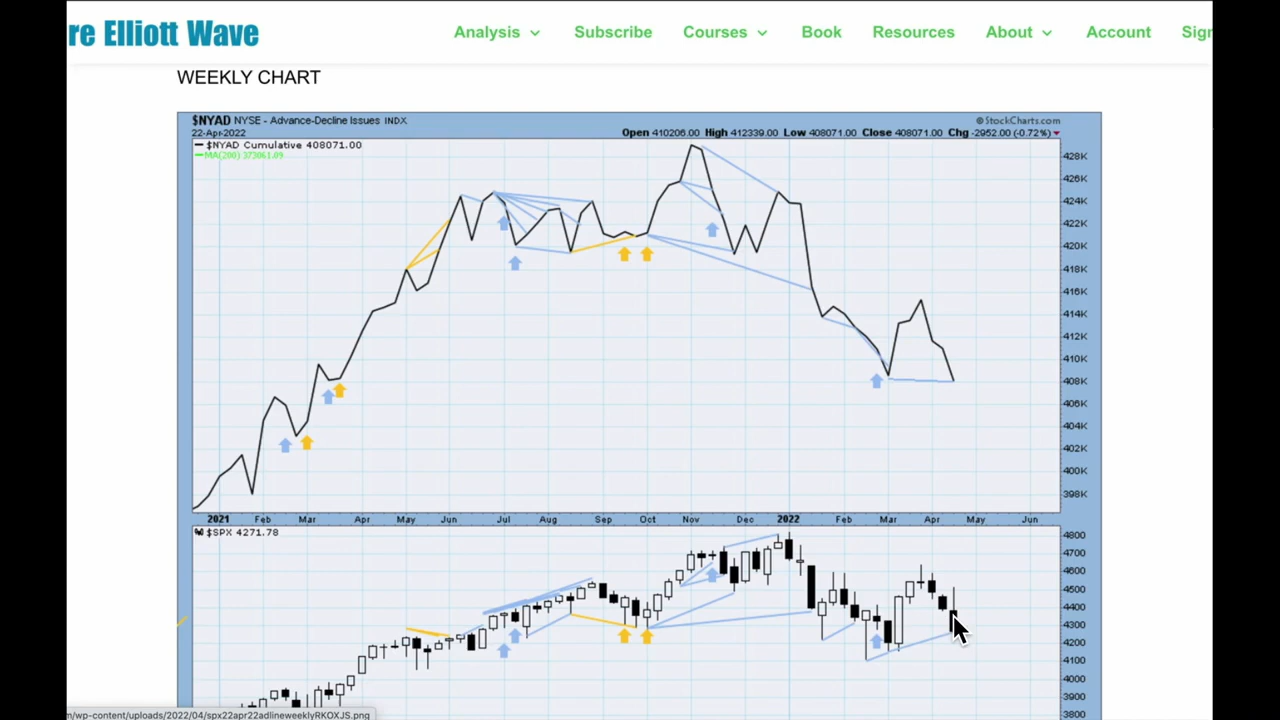 re Elliott Wave
Analysis Subscribe Courses Book Resources About Account Sign
WEEKLY CHART
$NYAD NYSE - Advance-Decline Issues INDX
© StockCharts.com
22-Apr-2022
Open 410206.00 High 412339.00 Low 408071.00 Close 408071.00 Chg -2952.00 (-0.72%)
$NYAD Cumulative 408071.00
MA(200) 373061.09
428K
426K
424K
422K
420K
418K
416K
414K
412K
410K
408K
406K
404K
402K
400K
398K
2021 Feb Mar Apr May Jun Jul Aug Sep Oct Nov Dec 2022 Feb Mar Apr May Jun
$SPX 4271.78
4800
4700
4600
4500
4400
4300
4200
4100
4000
3900
3800
m/wp-content/uploads/2022/04/spx22apr22adlineweeklyRKOXJS.png